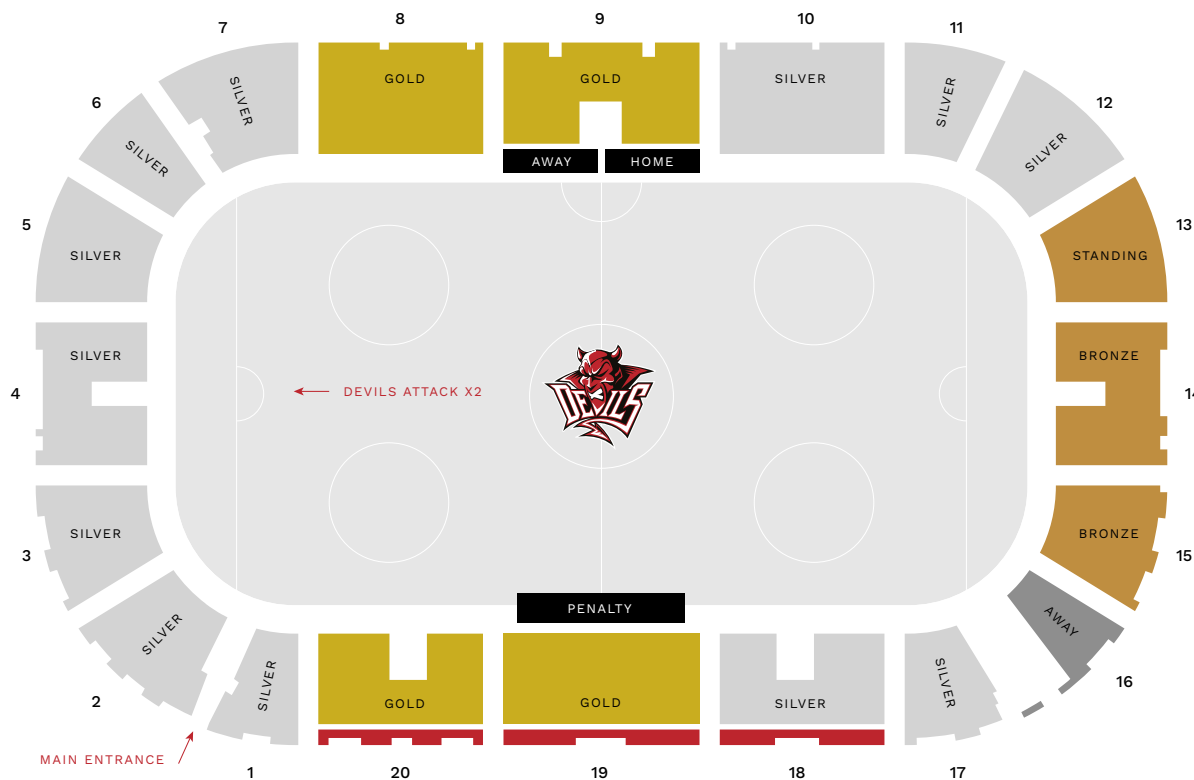 8
9
10
7
11
6
12
GOLD
GOLD
SILVER
SILVER
SILVER
SILVER
SILVER
AWAY
HOME
5
13
SILVER
STANDING
SILVER
BRONZE
4
DEVILS ATTACK X2
DEVILS
14
SILVER
BRONZE
3
15
PENALTY
SILVER
AWAY
SILVER
SILVER
16
2
GOLD
GOLD
SILVER
MAIN ENTRANCE
1
20
19
18
17